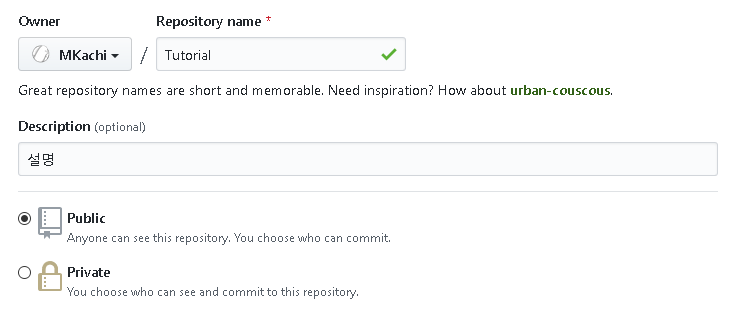 Owner Repository name *
MKachi / Tutorial
Great repository names are short and memorable. Need inspiration? How about urban-couscous.
Description (optional)
설명
Public
Anyone can see this repository. You choose who can commit.
Private
You choose who can see and commit to this repository.